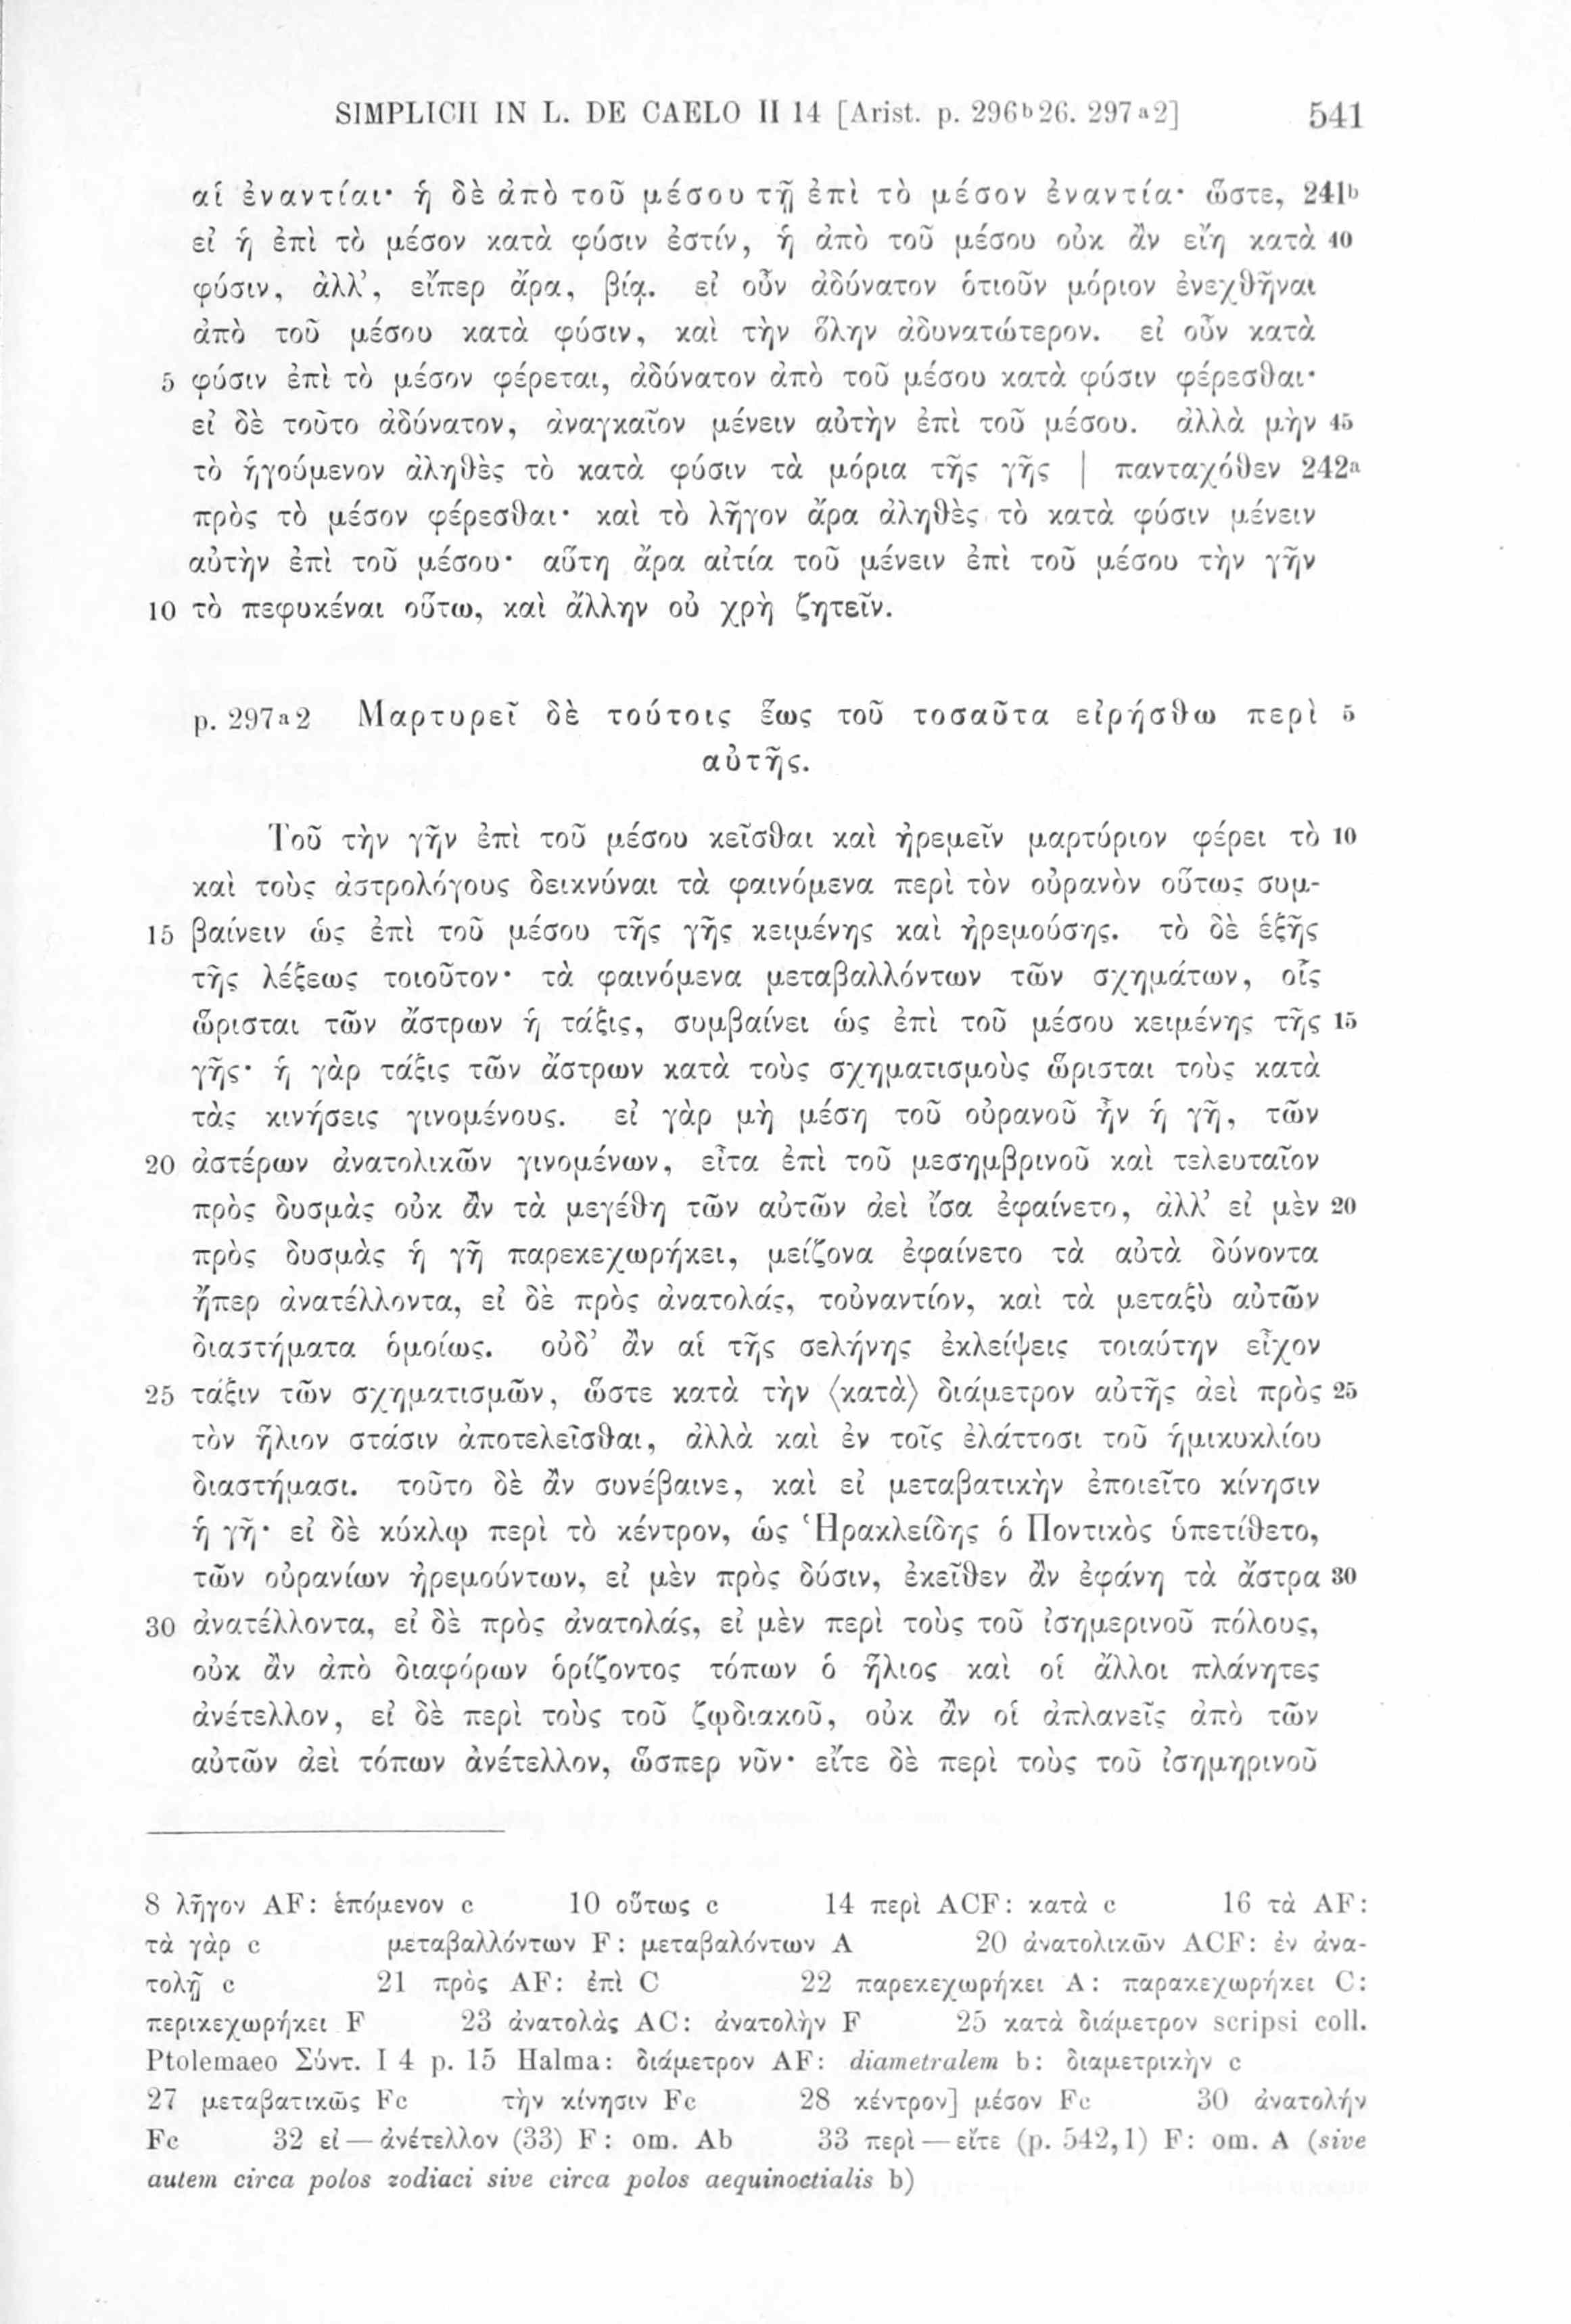 SIMPLICII IN L. DE CAELO II 14 [Arist. p. 296b26. 297a2] 541
αἱ ἐναντίαι· ἡ δὲ ἀπὸ τοῦ μέσου τῇ ἐπὶ τὸ μέσον ἐναντία· ὥστε, 241b
εἰ ἡ ἐπὶ τὸ μέσον κατὰ φύσιν ἐστίν, ἡ ἀπὸ τοῦ μέσου οὐκ ἂν εἴη κατὰ 40
φύσιν, ἀλλ’, εἴπερ ἄρα, βίᾳ. εἰ οὖν ἀδύνατον ὁτιοῦν μόριον ἐνεχθῆναι
ἀπὸ τοῦ μέσου κατὰ φύσιν, καὶ τὴν ὅλην ἀδυνατώτερον. εἰ οὖν κατὰ
5 φύσιν ἐπὶ τὸ μέσον φέρεται, ἀδύνατον ἀπὸ τοῦ μέσου κατὰ φύσιν φέρεσθαι·
εἰ δὲ τοῦτο ἀδύνατον, ἀναγκαῖον μένειν αὐτὴν ἐπὶ τοῦ μέσου. ἀλλὰ μὴν 45
τὸ ἡγούμενον ἀληθὲς τὸ κατὰ φύσιν τὰ μόρια τῆς γῆς | πανταχόθεν 242a
πρὸς τὸ μέσον φέρεσθαι· καὶ τὸ λῆγον ἄρα ἀληθὲς τὸ κατὰ φύσιν μένειν
αὐτὴν ἐπὶ τοῦ μέσου· αὕτη ἄρα αἰτία τοῦ μένειν ἐπὶ τοῦ μέσου τὴν γῆν
10 τὸ πεφυκέναι οὕτω, καὶ ἄλλην οὐ χρὴ ζητεῖν.
p. 297a2 Μαρτυρεῖ δὲ τούτοις ἕως τοῦ τοσαῦτα εἰρήσθω περὶ 5
αὐτῆς.
Τοῦ τὴν γῆν ἐπὶ τοῦ μέσου κεῖσθαι καὶ ἠρεμεῖν μαρτύριον φέρει τὸ 10
καὶ τοὺς ἀστρολόγους δεικνύναι τὰ φαινόμενα περὶ τὸν οὐρανὸν οὕτως συμ-
15 βαίνειν ὡς ἐπὶ τοῦ μέσου τῆς γῆς κειμένης καὶ ἠρεμούσης. τὸ δὲ ἑξῆς
τῆς λέξεως τοιοῦτον· τὰ φαινόμενα μεταβαλλόντων τῶν σχημάτων, οἷς
ὥρισται τῶν ἄστρων ἡ τάξις, συμβαίνει ὡς ἐπὶ τοῦ μέσου κειμένης τῆς 15
γῆς· ἡ γὰρ τάξις τῶν ἄστρων κατὰ τοὺς σχηματισμοὺς ὥρισται τοὺς κατὰ
τὰς κινήσεις γινομένους. εἰ γὰρ μὴ μέση τοῦ οὐρανοῦ ἦν ἡ γῆ, τῶν
20 ἀστέρων ἀνατολικῶν γινομένων, εἶτα ἐπὶ τοῦ μεσημβρινοῦ καὶ τελευταῖον
πρὸς δυσμὰς οὐκ ἂν τὰ μεγέθη τῶν αὐτῶν ἀεὶ ἴσα ἐφαίνετο, ἀλλ’ εἰ μὲν 20
πρὸς δυσμὰς ἡ γῆ παρεκεχωρήκει, μείζονα ἐφαίνετο τὰ αὐτὰ δύνοντα
ἤπερ ἀνατέλλοντα, εἰ δὲ πρὸς ἀνατολάς, τοὐναντίον, καὶ τὰ μεταξὺ αὐτῶν
διαστήματα ὁμοίως. οὐδ’ ἂν αἱ τῆς σελήνης ἐκλείψεις τοιαύτην εἶχον
25 τάξιν τῶν σχηματισμῶν, ὥστε κατὰ τὴν ⟨κατὰ⟩ διάμετρον αὐτῆς ἀεὶ πρὸς 25
τὸν ἥλιον στάσιν ἀποτελεῖσθαι, ἀλλὰ καὶ ἐν τοῖς ἐλάττοσι τοῦ ἡμικυκλίου
διαστήμασι. τοῦτο δὲ ἂν συνέβαινε, καὶ εἰ μεταβατικὴν ἐποιεῖτο κίνησιν
ἡ γῆ· εἰ δὲ κύκλῳ περὶ τὸ κέντρον, ὡς Ἡρακλείδης ὁ Ποντικὸς ὑπετίθετο,
τῶν οὐρανίων ἠρεμούντων, εἰ μὲν πρὸς δύσιν, ἐκεῖθεν ἂν ἐφάνη τὰ ἄστρα 30
30 ἀνατέλλοντα, εἰ δὲ πρὸς ἀνατολάς, εἰ μὲν περὶ τοὺς τοῦ ἰσημερινοῦ πόλους,
οὐκ ἂν ἀπὸ διαφόρων ὁρίζοντος τόπων ὁ ἥλιος καὶ οἱ ἄλλοι πλάνητες
ἀνέτελλον, εἰ δὲ περὶ τοὺς τοῦ ζῳδιακοῦ, οὐκ ἂν οἱ ἀπλανεῖς ἀπὸ τῶν
αὐτῶν ἀεὶ τόπων ἀνέτελλον, ὥσπερ νῦν· εἴτε δὲ περὶ τοὺς τοῦ ἰσημηρινοῦ
8 λῆγον AF: ἑπόμενον c 10 οὕτως c 14 περὶ ACF: κατὰ c 16 τὰ AF:
τὰ γὰρ c μεταβαλλόντων F: μεταβαλόντων A 20 ἀνατολικῶν ACF: ἐν ἀνα-
τολῇ c 21 πρὸς AF: ἐπὶ C 22 παρεκεχωρήκει A: παρακεχωρήκει C:
περικεχωρήκει F 23 ἀνατολὰς AC: ἀνατολὴν F 25 κατὰ διάμετρον scripsi coll.
Ptolemaeo Σύντ. I 4 p. 15 Halma: διάμετρον AF: diametralem b: διαμετρικὴν c
27 μεταβατικῶς Fc τὴν κίνησιν Fc 28 κέντρον] μέσον Fc 30 ἀνατολήν
Fc 32 εἰ — ἀνέτελλον (33) F: om. Ab 33 περὶ — εἴτε (p. 542,1) F: om. A (sive
autem circa polos zodiaci sive circa polos aequinoctialis b)